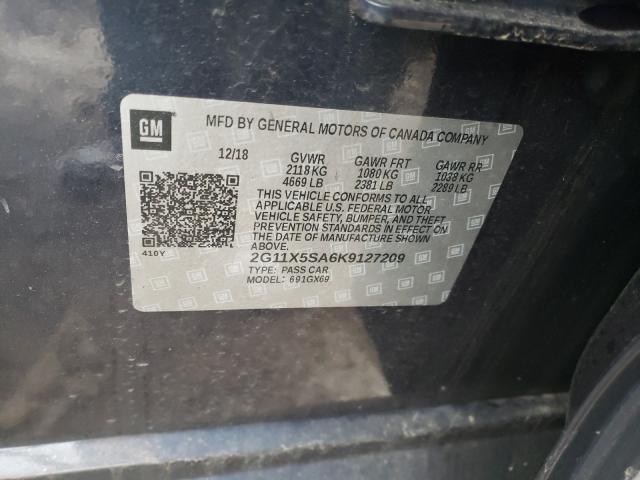 GM
MFD BY GENERAL MOTORS OF CANADA COMPANY
12/18 GVWR GAWR FRT GAWR RR
2118 KG 1080 KG 1038 KG
4669 LB 2381 LB 2289 LB
THIS VEHICLE CONFORMS TO ALL
APPLICABLE U.S. FEDERAL MOTOR
VEHICLE SAFETY, BUMPER, AND THEFT
PREVENTION STANDARDS IN EFFECT ON
THE DATE OF MANUFACTURE SHOWN
ABOVE.
410Y
2G11X5SA6K9127209
TYPE: PASS CAR
MODEL: 691GX69